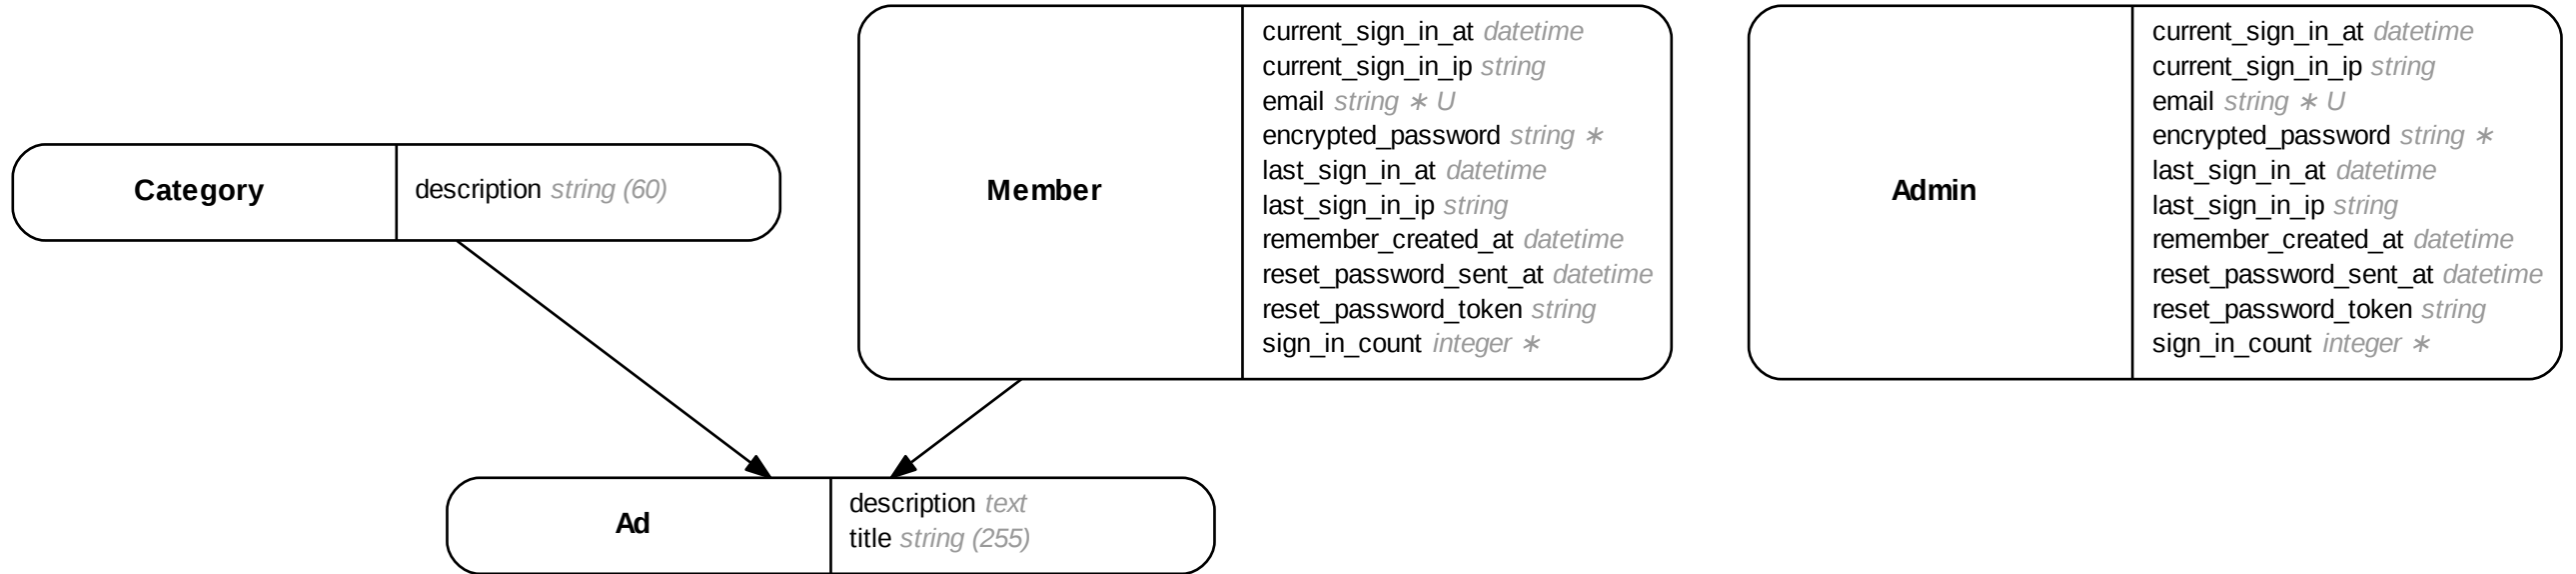 Category
description string (60)
Member
current_sign_in_at datetime
current_sign_in_ip string
email string ∗ U
encrypted_password string ∗
last_sign_in_at datetime
last_sign_in_ip string
remember_created_at datetime
reset_password_sent_at datetime
reset_password_token string
sign_in_count integer ∗
Admin
current_sign_in_at datetime
current_sign_in_ip string
email string ∗ U
encrypted_password string ∗
last_sign_in_at datetime
last_sign_in_ip string
remember_created_at datetime
reset_password_sent_at datetime
reset_password_token string
sign_in_count integer ∗
Ad
description text
title string (255)